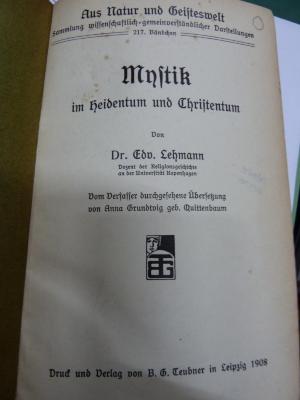 Aus Natur und Geisteswelt
Sammlung wissenschaftlich-gemeinverständlicher Darstellungen
217. Bändchen
Mystik
im Heidentum und Christentum
Von
Dr. Edv. Lehmann
Dozent der Religionsgeschichte
an der Universität Kopenhagen
Vom Verfasser durchgesehene Übersetzung
von Anna Grundtvig geb. Quittenbaum
Druck und Verlag von B. G. Teubner in Leipzig 1908